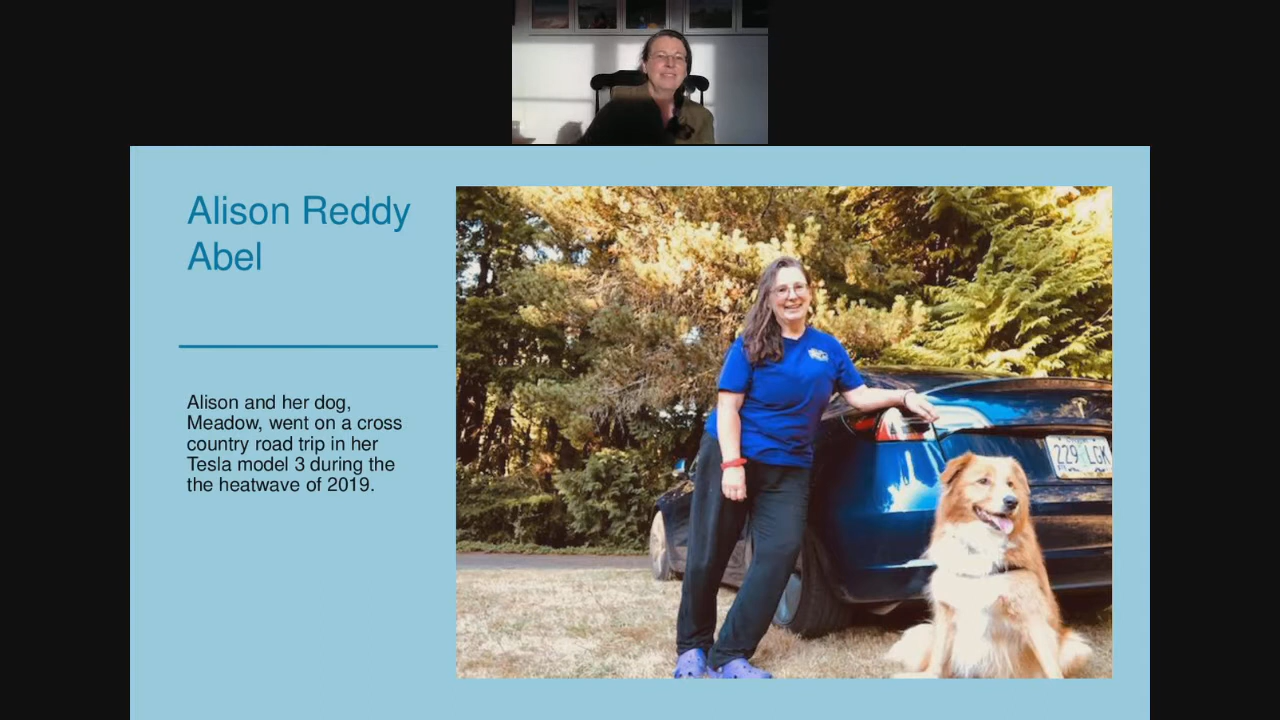 Alison Reddy
Abel
Alison and her dog,
Meadow, went on a cross
country road trip in her
Tesla model 3 during the
the heatwave of 2019.
229 LGK